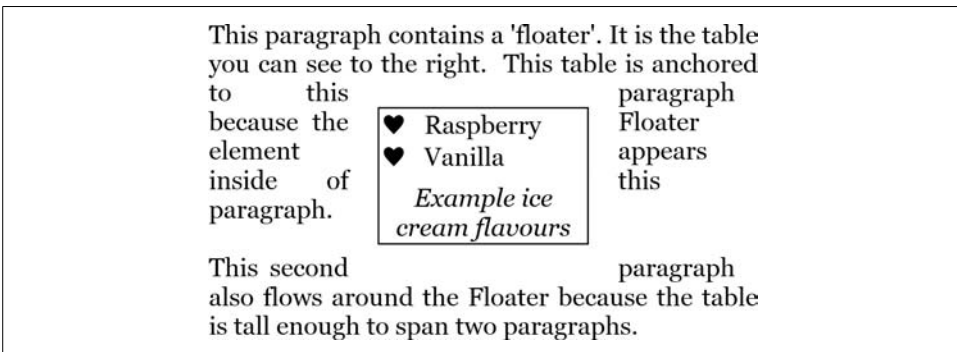 This paragraph contains a 'floater'. It is the table
you can see to the right.  This table is anchored
to this paragraph
because the Floater
element appears
inside of this
paragraph.
♥ Raspberry
♥ Vanilla
Example ice
cream flavours
This second paragraph
also flows around the Floater because the table
is tall enough to span two paragraphs.